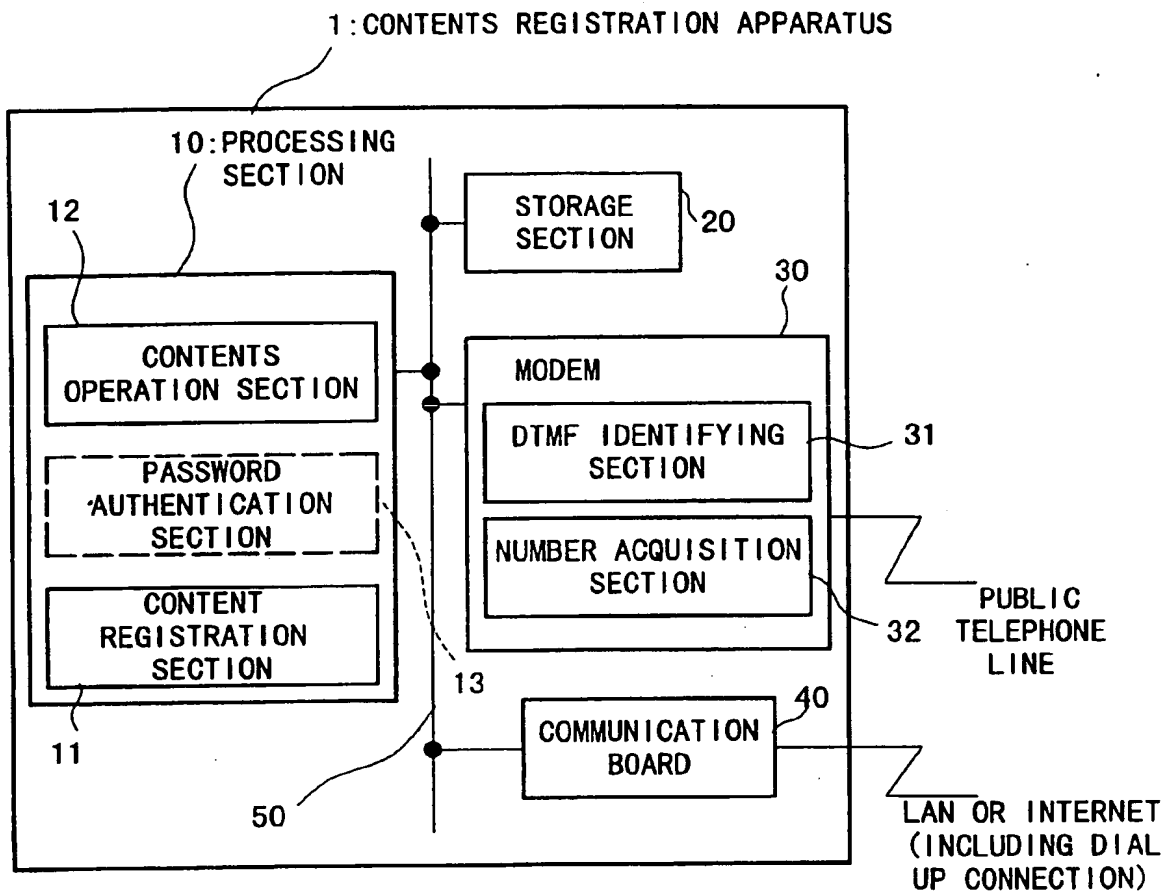 1:CONTENTS REGISTRATION APPARATUS
10:PROCESSING
SECTION
12
CONTENTS
OPERATION SECTION
PASSWORD
AUTHENTICATION
SECTION
CONTENT
REGISTRATION
SECTION
11
13
50
STORAGE
SECTION
20
30
MODEM
DTMF IDENTIFYING
SECTION
31
NUMBER ACQUISITION
SECTION
32
PUBLIC
TELEPHONE
LINE
COMMUNICATION
BOARD
40
LAN OR INTERNET
(INCLUDING DIAL
UP CONNECTION)